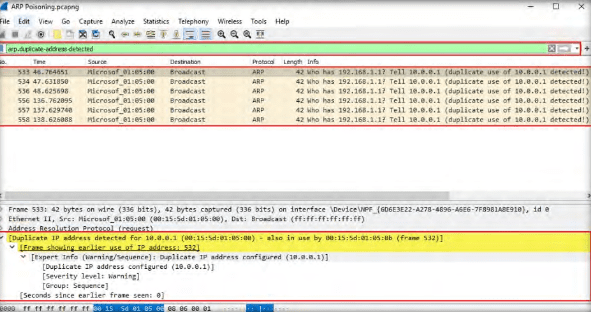 ARP Poisoning.pcapng
File Edit View Go Capture Analyze Statistics Telephony Wireless Tools Help
arp.duplicate-address-detected
No. Time Source Destination Protocol Length Info
533 46.764651 Microsof_01:05:00 Broadcast ARP 42 Who has 192.168.1.1? Tell 10.0.0.1 (duplicate use of 10.0.0.1 detected!)
534 47.631850 Microsof_01:05:00 Broadcast ARP 42 Who has 192.168.1.1? Tell 10.0.0.1 (duplicate use of 10.0.0.1 detected!)
536 48.625698 Microsof_01:05:00 Broadcast ARP 42 Who has 192.168.1.1? Tell 10.0.0.1 (duplicate use of 10.0.0.1 detected!)
556 136.762095 Microsof_01:05:00 Broadcast ARP 42 Who has 192.168.1.1? Tell 10.0.0.1 (duplicate use of 10.0.0.1 detected!)
557 137.629740 Microsof_01:05:00 Broadcast ARP 42 Who has 192.168.1.1? Tell 10.0.0.1 (duplicate use of 10.0.0.1 detected!)
558 138.626088 Microsof_01:05:00 Broadcast ARP 42 Who has 192.168.1.1? Tell 10.0.0.1 (duplicate use of 10.0.0.1 detected!)
Frame 533: 42 bytes on wire (336 bits), 42 bytes captured (336 bits) on interface \Device\NPF_{6D6E3E22-A278-4896-A6E6-7F8981A8E910}, id 0
Ethernet II, Src: Microsof_01:05:00 (00:15:5d:01:05:00), Dst: Broadcast (ff:ff:ff:ff:ff:ff)
Address Resolution Protocol (request)
[Duplicate IP address detected for 10.0.0.1 (00:15:5d:01:05:00) - also in use by 00:15:5d:01:05:0b (frame 532)]
[Frame showing earlier use of IP address: 532]
[Expert Info (Warning/Sequence): Duplicate IP address configured (10.0.0.1)]
[Duplicate IP address configured (10.0.0.1)]
[Severity level: Warning]
[Group: Sequence]
[Seconds since earlier frame seen: 0]
0000 ff ff ff ff ff ff 00 15 5d 01 05 00 08 06 00 01